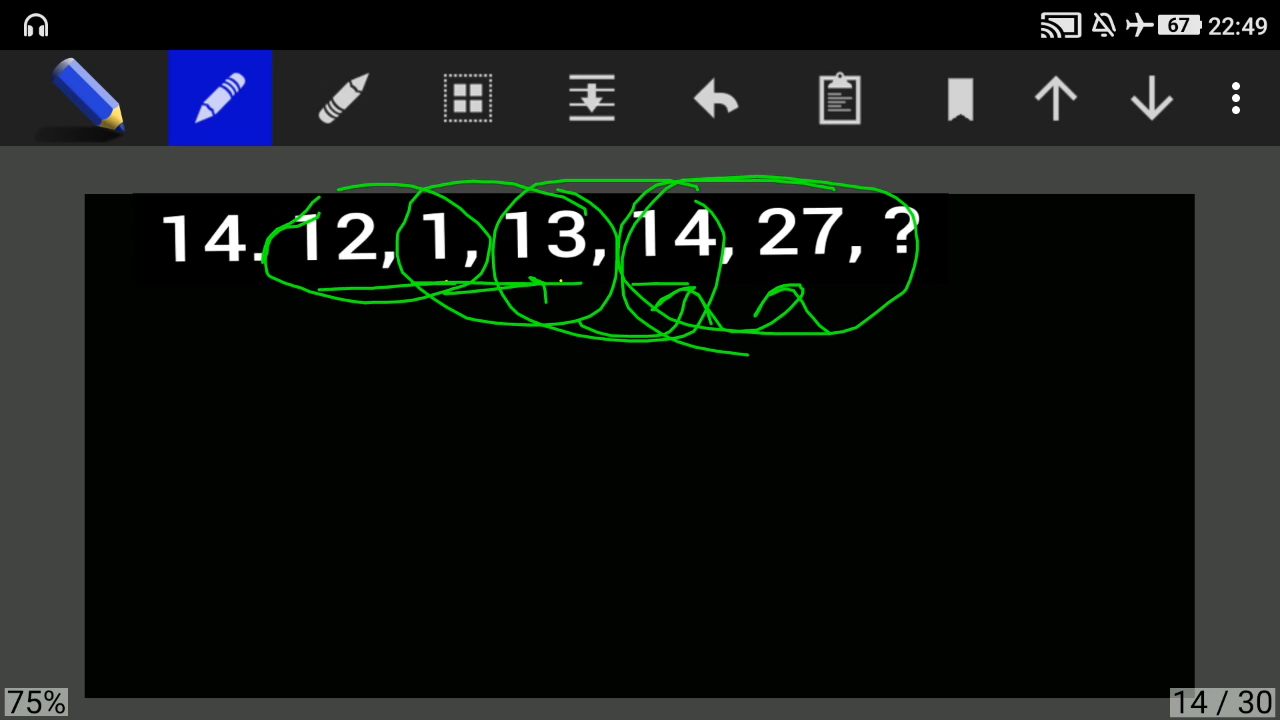 67 22:49
14. 12, 1, 13, 14, 27, ?
75%
14 / 30